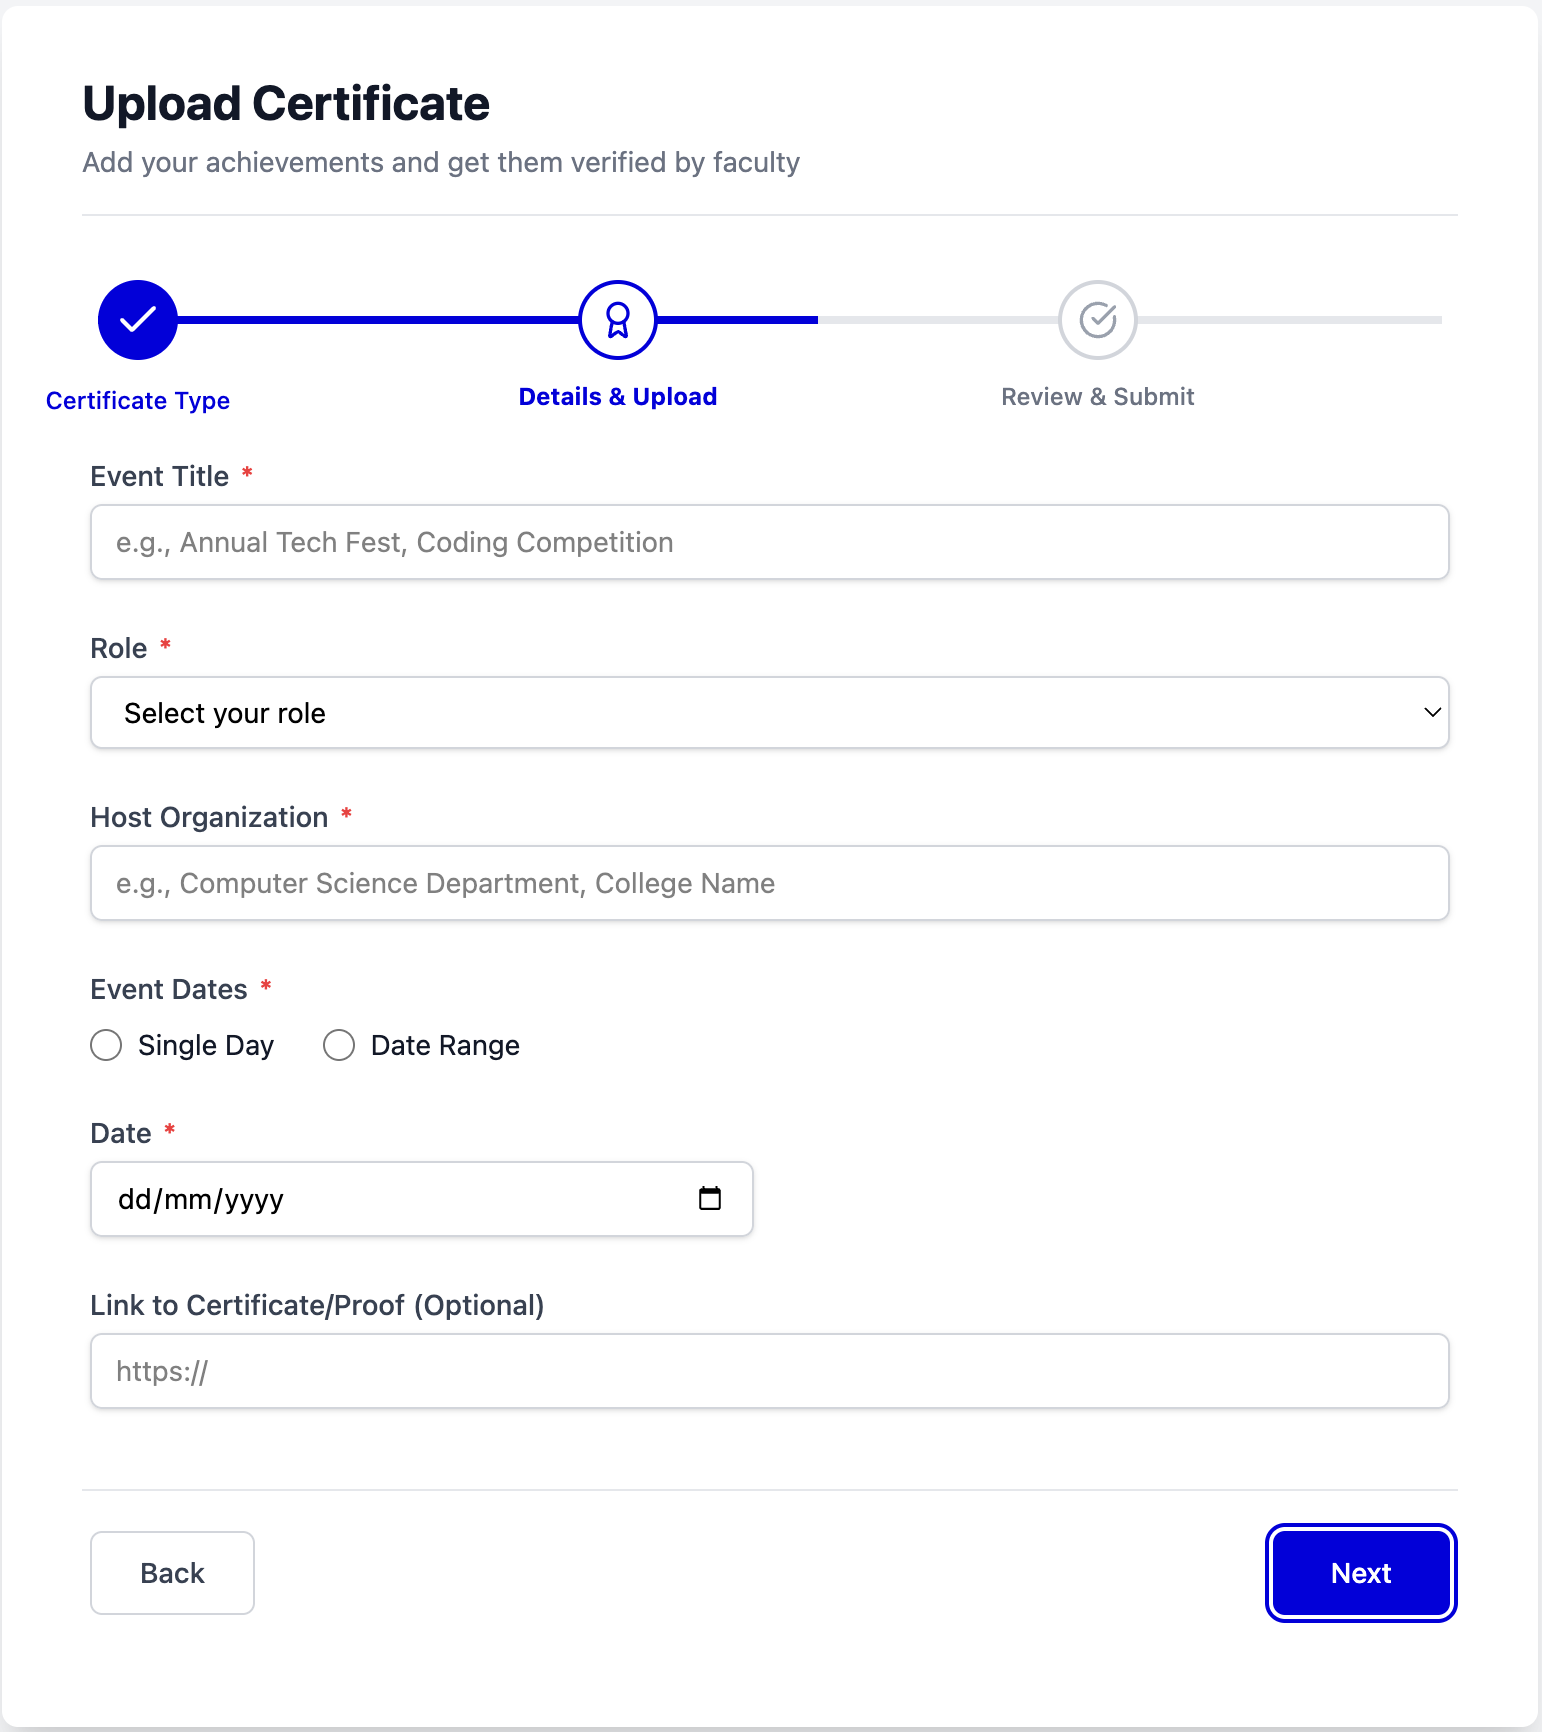 Upload Certificate
Add your achievements and get them verified by faculty
Certificate Type
Details & Upload
Review & Submit
Event Title *
e.g., Annual Tech Fest, Coding Competition
Role *
Select your role
Host Organization *
e.g., Computer Science Department, College Name
Event Dates *
Single Day
Date Range
Date *
dd/mm/yyyy
Link to Certificate/Proof (Optional)
https://
Back
Next